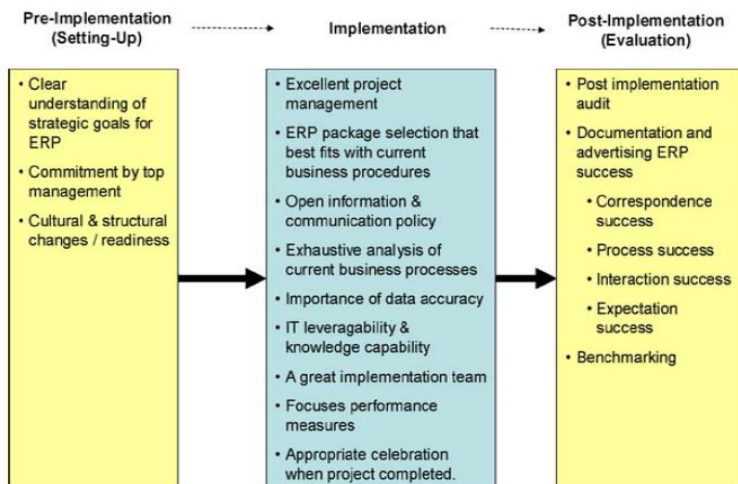 Pre-Implementation
(Setting-Up)
Implementation
Post-Implementation
(Evaluation)
• Clear
understanding of
strategic goals for
ERP
• Commitment by top
management
• Cultural & structural
changes / readiness
• Excellent project
management
• ERP package selection that
best fits with current
business procedures
• Open information &
communication policy
• Exhaustive analysis of
current business processes
• Importance of data accuracy
• IT leveragability &
knowledge capability
• A great implementation team
• Focuses performance
measures
• Appropriate celebration
when project completed.
• Post implementation
audit
• Documentation and
advertising ERP
success
• Correspondence
success
• Process success
• Interaction success
• Expectation
success
• Benchmarking